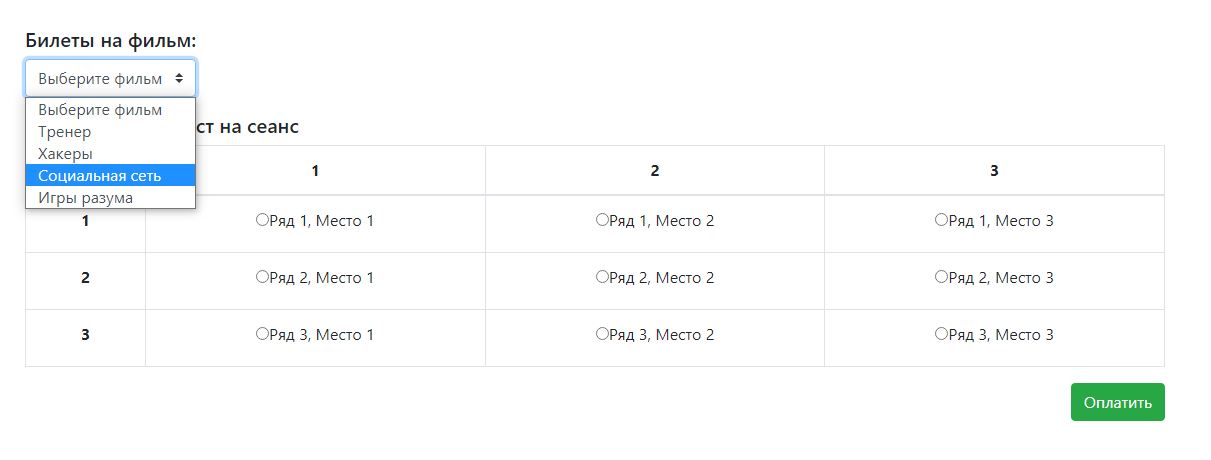 Билеты на фильм:
Выберите фильм
Выберите фильм
Тренер
Хакеры
Социальная сеть
Игры разума
ст на сеанс
1 2 3
1 Ряд 1, Место 1 Ряд 1, Место 2 Ряд 1, Место 3
2 Ряд 2, Место 1 Ряд 2, Место 2 Ряд 2, Место 3
3 Ряд 3, Место 1 Ряд 3, Место 2 Ряд 3, Место 3
Оплатить